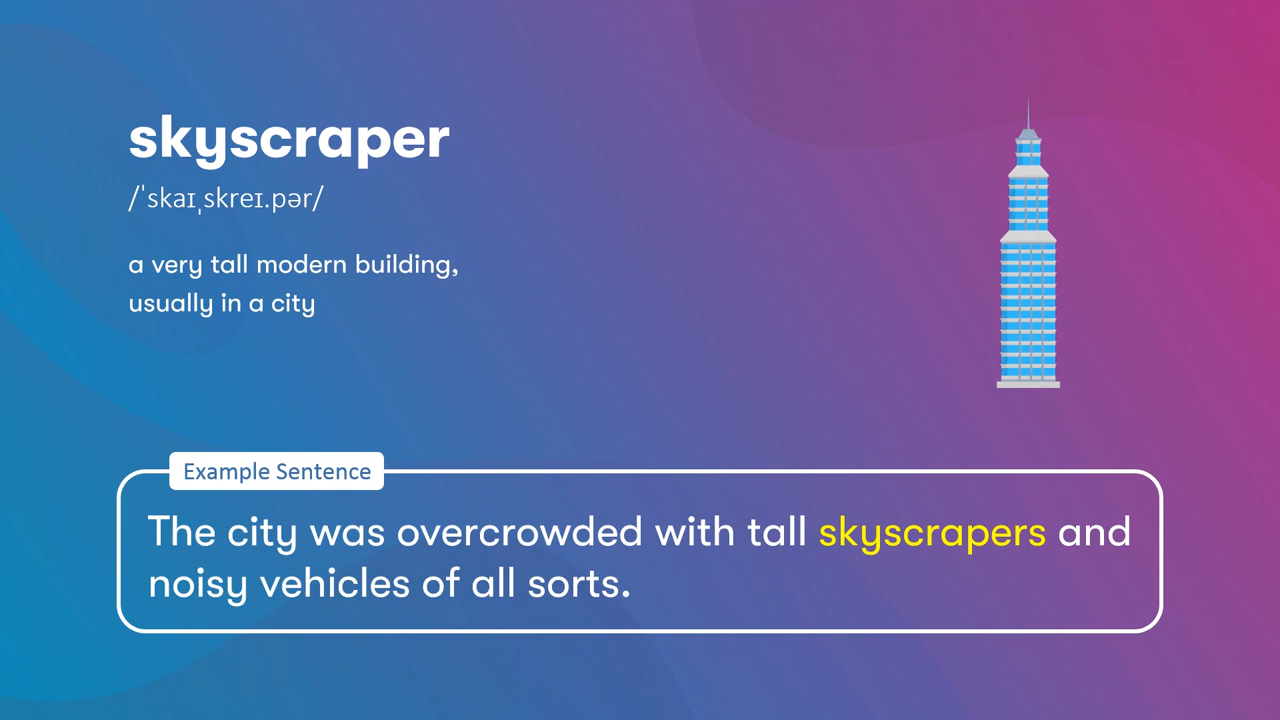 skyscraper
/ˈskaɪˌskreɪ.pər/
a very tall modern building,
usually in a city
Example Sentence
The city was overcrowded with tall skyscrapers and
noisy vehicles of all sorts.